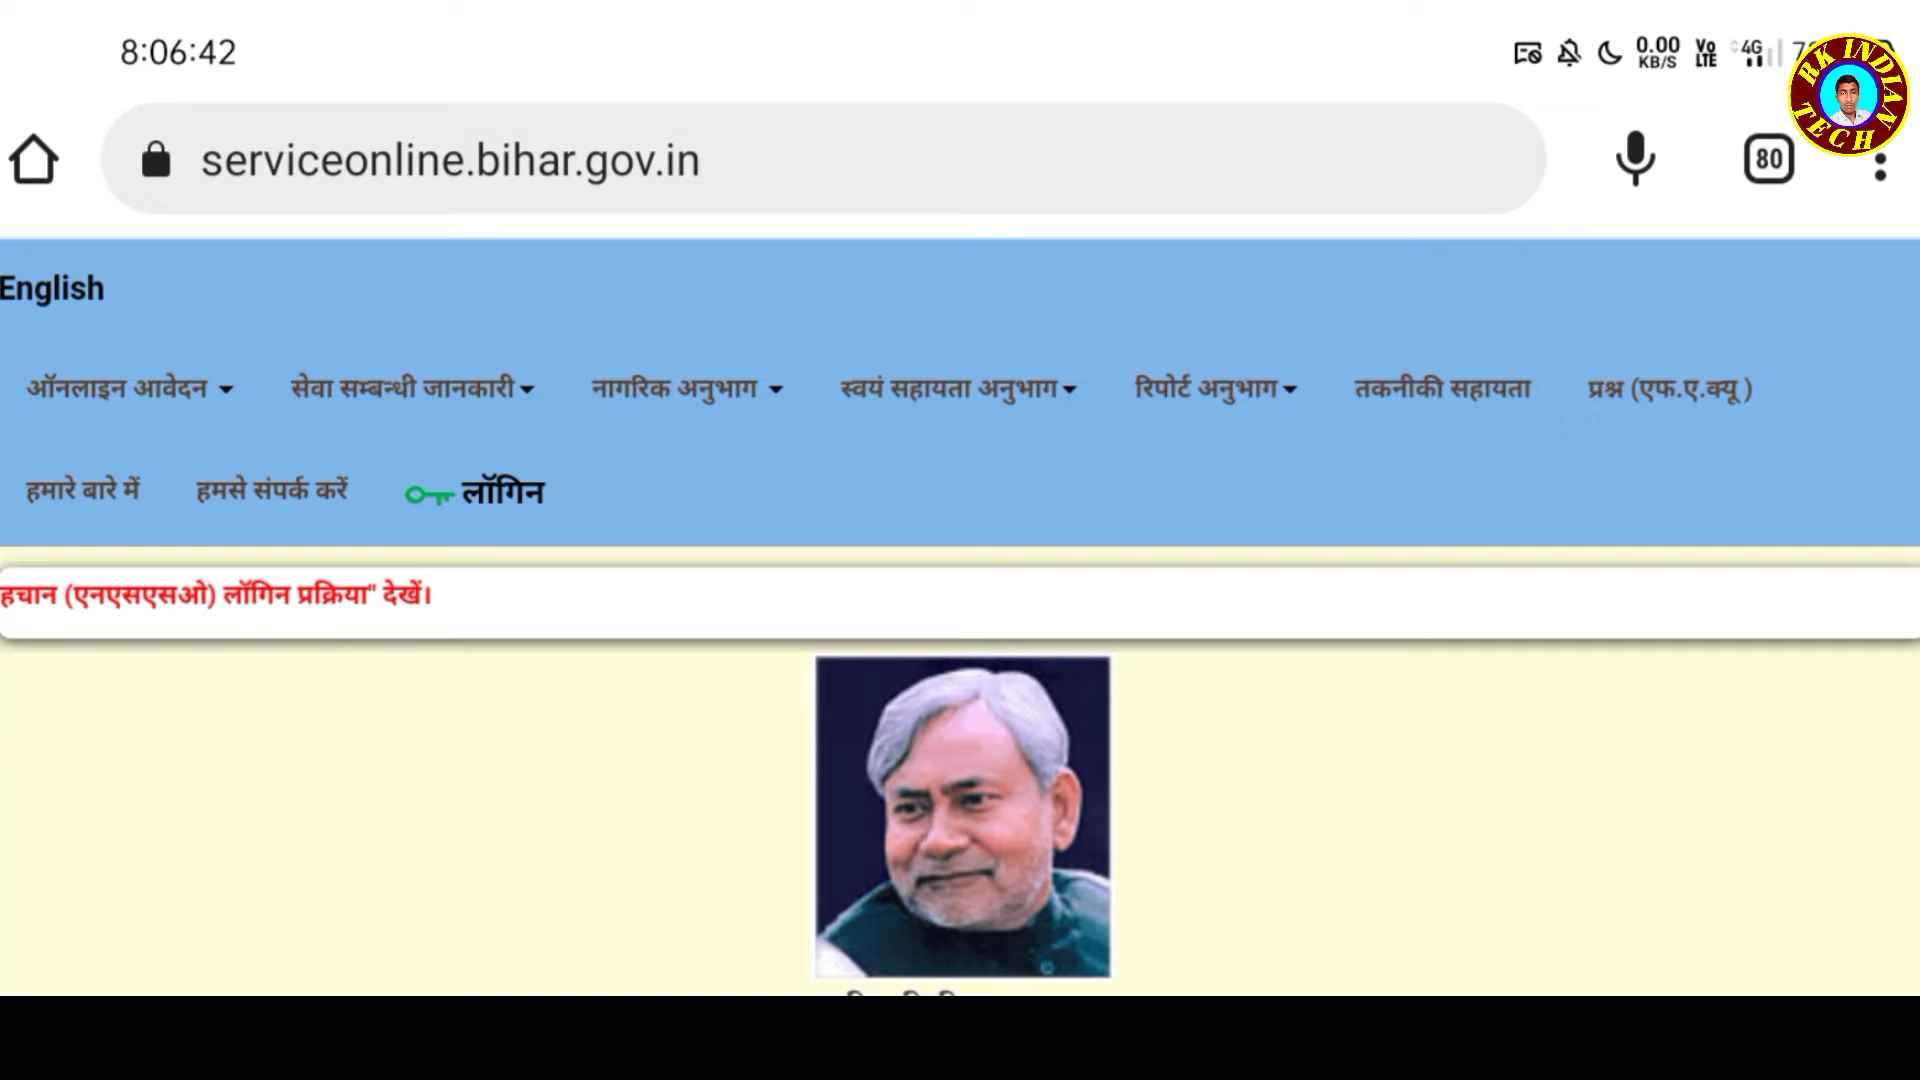 8:06:42
0.00 KB/S Vo LTE 4G
RK INDIAN TECH
serviceonline.bihar.gov.in
80
English
ऑनलाइन आवेदन सेवा सम्बन्धी जानकारी नागरिक अनुभाग स्वयं सहायता अनुभाग रिपोर्ट अनुभाग तकनीकी सहायता प्रश्न (एफ.ए.क्यू )
हमारे बारे में हमसे संपर्क करें लॉगिन
हचान (एनएसएसओ) लॉगिन प्रक्रिया" देखें।